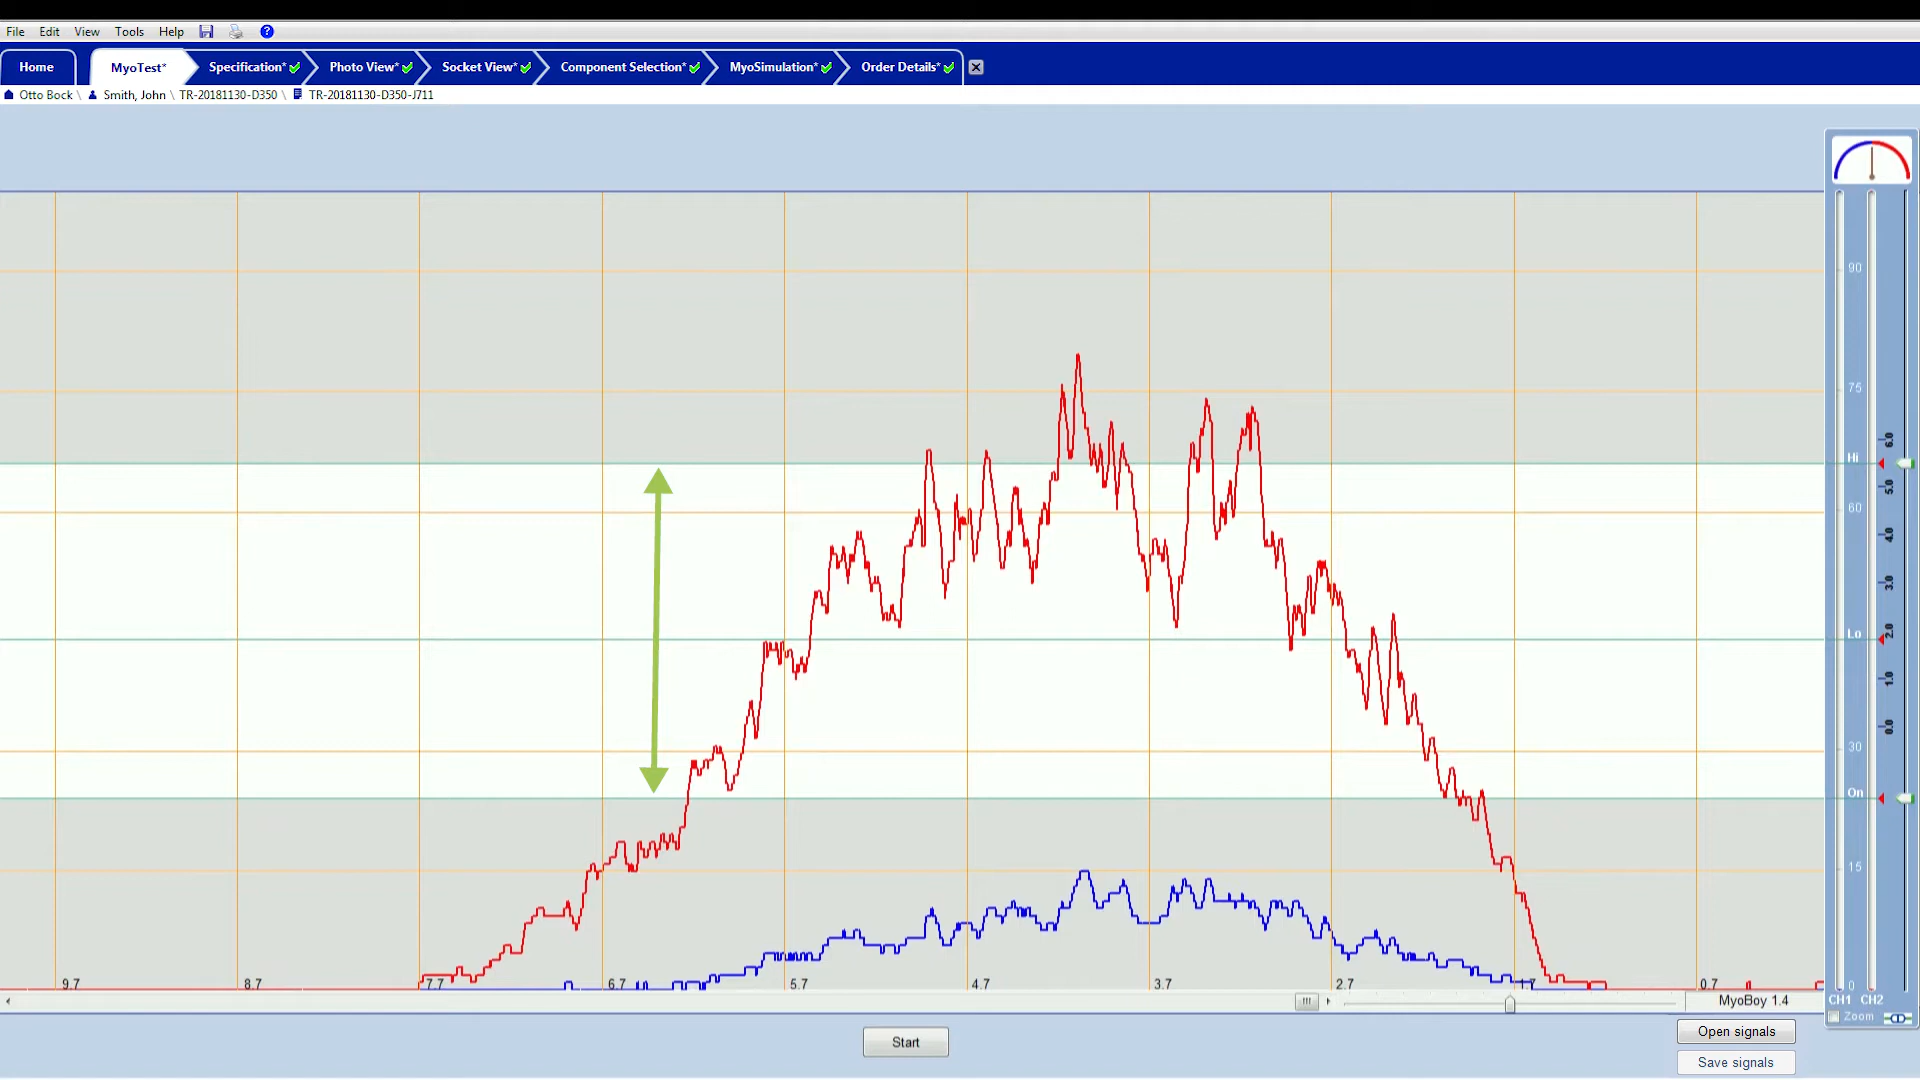 File Edit View Tools Help ?
Home MyoTest* Specification* Photo View* Socket View* Component Selection* MyoSimulation* Order Details*
Otto Bock \ Smith, John \ TR-20181130-D350 \ TR-20181130-D350-J711
90
75
6.0
Hi
5.0
60
4.0
3.0
Lo
2.0
1.0
0.0
30
On
15
9.7 8.7 7.7 6.7 5.7 4.7 3.7 2.7 1.7 0.7 0
MyoBoy 1.4 CH1 CH2
Zoom
Start
Open signals
Save signals